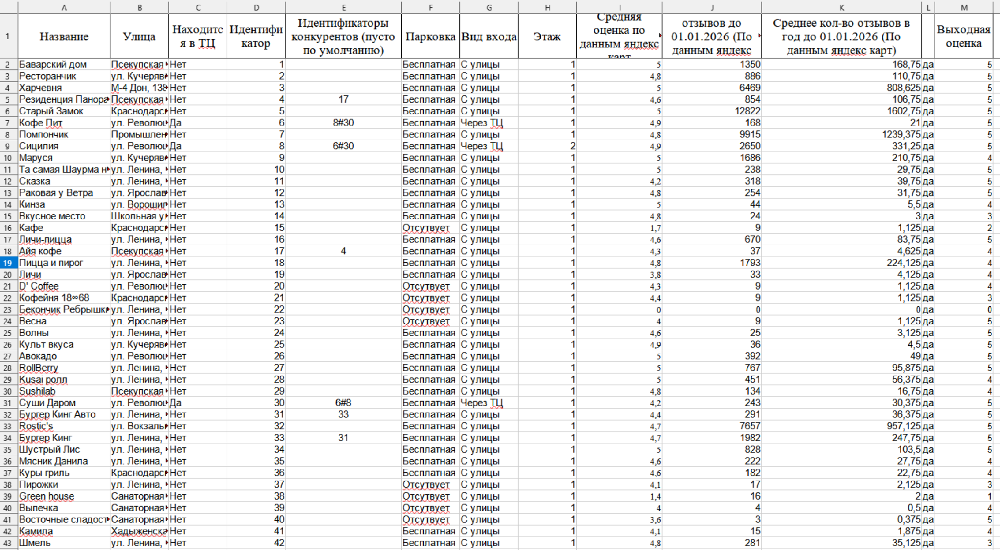 A B C D E F G H I J K L M
1 Название Улица Находитс я в ТЦ Идентифи катор Идентификаторы конкурентов (пусто по умолчанию) Парковка Вид входа Этаж Средняя оценка по данным яндекс карт отзывов до 01.01.2026 (По данным яндекс Среднее кол-во отзывов в год до 01.01.2026 (По данным яндекс карт) Выходная оценка
2 Баварский дом Псекупская Нет 1 Бесплатная С улицы 1 5 1350 168,75 да 5
3 Ресторанчик ул. Кучеряв Нет 2 Бесплатная С улицы 1 4,8 886 110,75 да 5
4 Харчевня М-4 Дон, 138 Нет 3 Бесплатная С улицы 1 5 6469 808,625 да 5
5 Резиденция Панора Псекупская Нет 4 17 Бесплатная С улицы 1 4,6 854 106,75 да 5
6 Старый Замок Краснодарс Нет 5 Бесплатная С улицы 1 5 12822 1602,75 да 5
7 Кофе Пит ул. Револю Да 6 8#30 Бесплатная Через ТЦ 1 4,9 168 21 да 5
8 Помпончик Промышлен Нет 7 Бесплатная С улицы 1 4,8 9915 1239,375 да 5
9 Сицилия ул. Револю Да 8 6#30 Бесплатная Через ТЦ 2 4,9 2650 331,25 да 5
10 Маруся ул. Кучеряв Нет 9 Бесплатная С улицы 1 5 1686 210,75 да 4
11 Та самая Шаурма н ул. Ленина, Нет 10 Бесплатная С улицы 1 5 238 29,75 да 5
12 Сказка ул. Ленина, Нет 11 Бесплатная С улицы 1 4,2 318 39,75 да 5
13 Раковая у Ветра ул. Ярослав Нет 12 Бесплатная С улицы 1 4,8 254 31,75 да 5
14 Кинза ул. Ворошил Нет 13 Бесплатная С улицы 1 5 44 5,5 да 4
15 Вкусное место Школьная у Нет 14 Бесплатная С улицы 1 4,8 24 3 да 3
16 Кафе Краснодарс Нет 15 Отсутвует С улицы 1 1,7 9 1,125 да 2
17 Личи-пицца ул. Ленина, Нет 16 Бесплатная С улицы 1 4,6 670 83,75 да 5
18 Айя кофе Псекупская Нет 17 4 Бесплатная С улицы 1 4,3 37 4,625 да 4
19 Пицца и пирог ул. Ленина, Нет 18 Бесплатная С улицы 1 4,8 1793 224,125 да 4
20 Личи ул. Ярослав Нет 19 Бесплатная С улицы 1 3,8 33 4,125 да 4
21 D' Coffee ул. Револю Нет 20 Отсутвует С улицы 1 4,3 9 1,125 да 4
22 Кофейня 18∞68 Краснодарс Нет 21 Отсутвует С улицы 1 4,4 9 1,125 да 3
23 Бекончик Ребрышк ул. Ленина, Нет 22 Отсутвует С улицы 1 0 0 0 да 0
24 Весна ул. Ярослав Нет 23 Отсутвует С улицы 1 4 9 1,125 да 5
25 Волны ул. Ленина, Нет 24 Бесплатная С улицы 1 4,6 25 3,125 да 5
26 Культ вкуса ул. Кучеряв Нет 25 Бесплатная С улицы 1 4,9 36 4,5 да 5
27 Авокадо ул. Револю Нет 26 Бесплатная С улицы 1 5 392 49 да 5
28 RollBerry ул. Ленина, Нет 27 Бесплатная С улицы 1 5 767 95,875 да 5
29 Kusai ролл ул. Ленина, Нет 28 Бесплатная С улицы 1 5 451 56,375 да 4
30 Sushilab Псекупская Нет 29 Бесплатная С улицы 1 4,8 134 16,75 да 4
31 Суши Даром ул. Револю Да 30 6#8 Бесплатная Через ТЦ 1 4,2 243 30,375 да 5
32 Бургер Кинг Авто ул. Ленина, Нет 31 33 Бесплатная С улицы 1 4,4 291 36,375 да 5
33 Rostic's ул. Вокзаль Нет 32 Бесплатная С улицы 1 4,7 7657 957,125 да 5
34 Бургер Кинг ул. Ленина, Нет 33 31 Бесплатная С улицы 1 4,7 1982 247,75 да 5
35 Шустрый Лис ул. Ленина, Нет 34 Бесплатная С улицы 1 5 828 103,5 да 5
36 Мясник Данила ул. Ленина, Нет 35 Бесплатная С улицы 1 4,6 222 27,75 да 4
37 Куры гриль Краснодарс Нет 36 Бесплатная С улицы 1 4,6 182 22,75 да 4
38 Пирожки ул. Ленина, Нет 37 Отсутвует С улицы 1 4,1 17 2,125 да 3
39 Green house Санаторная Нет 38 Отсутвует С улицы 1 1,4 16 2 да 1
40 Выпечка Санаторная Нет 39 Отсутвует С улицы 1 4 4 0,5 да 4
41 Восточные сладост Санаторная Нет 40 Отсутвует С улицы 1 3,6 3 0,375 да 5
42 Камила Хадыженска Нет 41 Бесплатная С улицы 1 4,1 15 1,875 да 4
43 Шмель ул. Ленина, Нет 42 Бесплатная С улицы 1 4,8 281 35,125 да 3